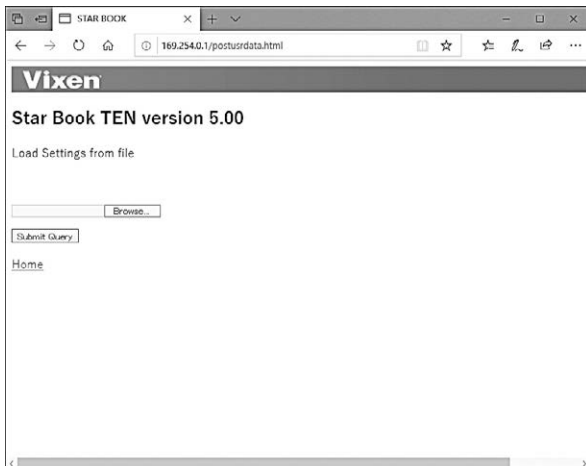 STAR BOOK
169.254.0.1/postusrdata.html
Vixen
Star Book TEN version 5.00
Load Settings from file
Browse...
Submit Query
Home